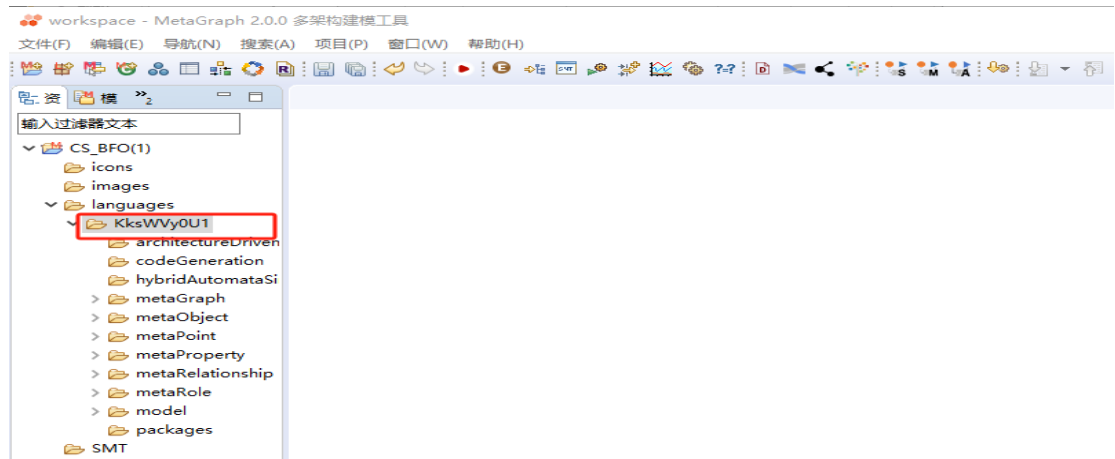 workspace - MetaGraph 2.0.0 多架构建模工具
文件(F) 编辑(E) 导航(N) 搜索(A) 项目(P) 窗口(W) 帮助(H)
资 模 »2
输入过滤器文本
CS_BFO(1)
icons
images
languages
KksWVy0U1
architectureDriven
codeGeneration
hybridAutomataSi
metaGraph
metaObject
metaPoint
metaProperty
metaRelationship
metaRole
model
packages
SMT